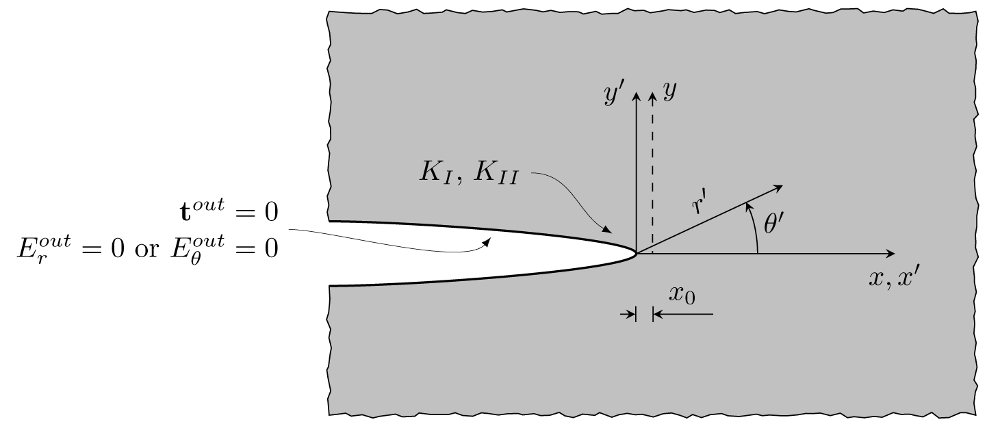 y′
y
K_I, K_II
r'
θ′
t^out = 0
E_r^out = 0 or E_θ^out = 0
x, x′
x_0